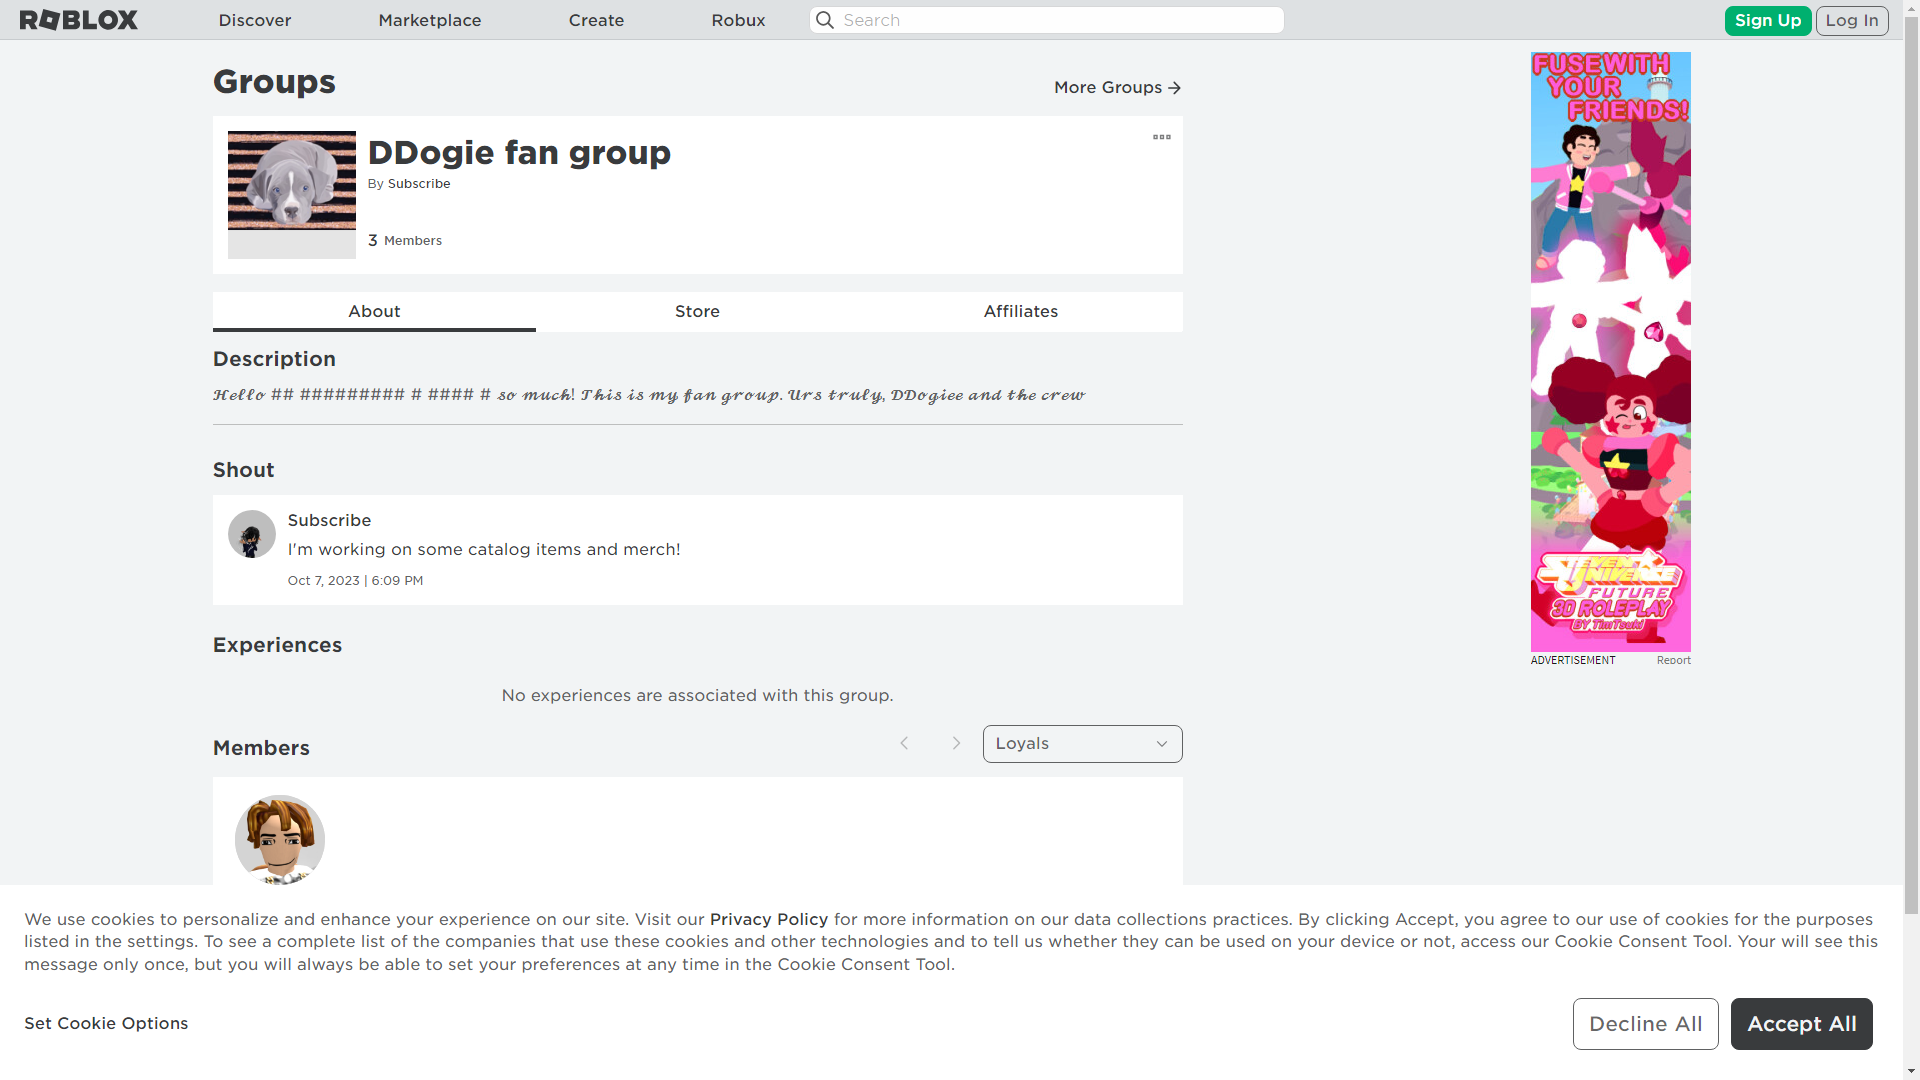 ROBLOX
Discover
Marketplace
Create
Robux
Search
Sign Up
Log In
Groups
More Groups
DDogie fan group
By Subscribe
3 Members
About
Store
Affiliates
Description
𝓗𝓮𝓵𝓵𝓸 ## ######### # #### # 𝓼𝓸 𝓶𝓾𝓬𝓱! 𝓣𝓱𝓲𝓼 𝓲𝓼 𝓶𝔂 𝓯𝓪𝓷 𝓰𝓻𝓸𝓾𝓹. 𝓤𝓻𝓼 𝓽𝓻𝓾𝓵𝔂, 𝓓𝓓𝓸𝓰𝓲𝓮𝓮 𝓪𝓷𝓭 𝓽𝓱𝓮 𝓬𝓻𝓮𝔀
Shout
Subscribe
I'm working on some catalog items and merch!
Oct 7, 2023 | 6:09 PM
Experiences
No experiences are associated with this group.
Members
Loyals
FUSE WITH
YOUR
FRIENDS!
STEVEN
UNIVERSE
FUTURE
3D ROLEPLAY
BY TimTsuki
ADVERTISEMENT
Report
We use cookies to personalize and enhance your experience on our site. Visit our Privacy Policy for more information on our data collections practices. By clicking Accept, you agree to our use of cookies for the purposes
listed in the settings. To see a complete list of the companies that use these cookies and other technologies and to tell us whether they can be used on your device or not, access our Cookie Consent Tool. Your will see this
message only once, but you will always be able to set your preferences at any time in the Cookie Consent Tool.
Set Cookie Options
Decline All
Accept All